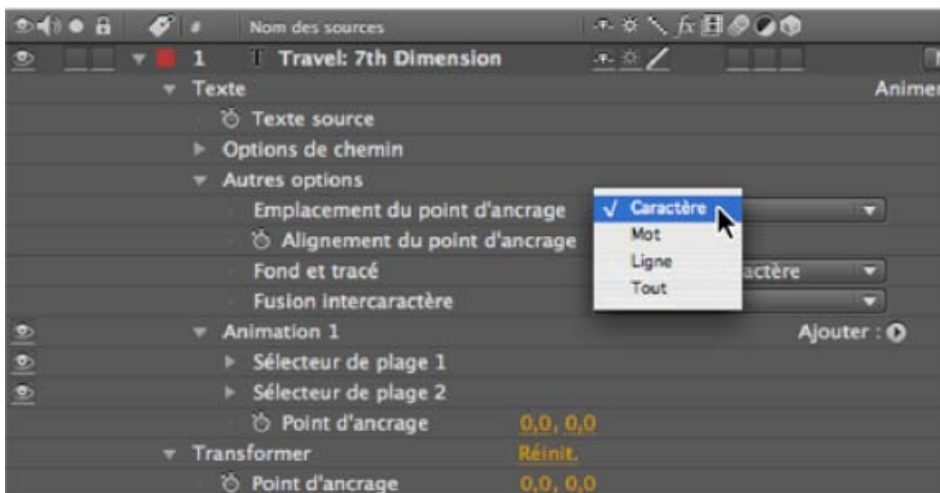 # Nom des sources fx
1 T Travel: 7th Dimension
Texte Animer
Texte source
Options de chemin
Autres options
Emplacement du point d'ancrage √ Caractère
Mot
Alignement du point d'ancrage
Ligne
Fond et tracé actère
Tout
Fusion intercaractère
Animation 1 Ajouter :
Sélecteur de plage 1
Sélecteur de plage 2
Point d'ancrage 0,0, 0,0
Transformer Réinit.
Point d'ancrage 0,0, 0,0